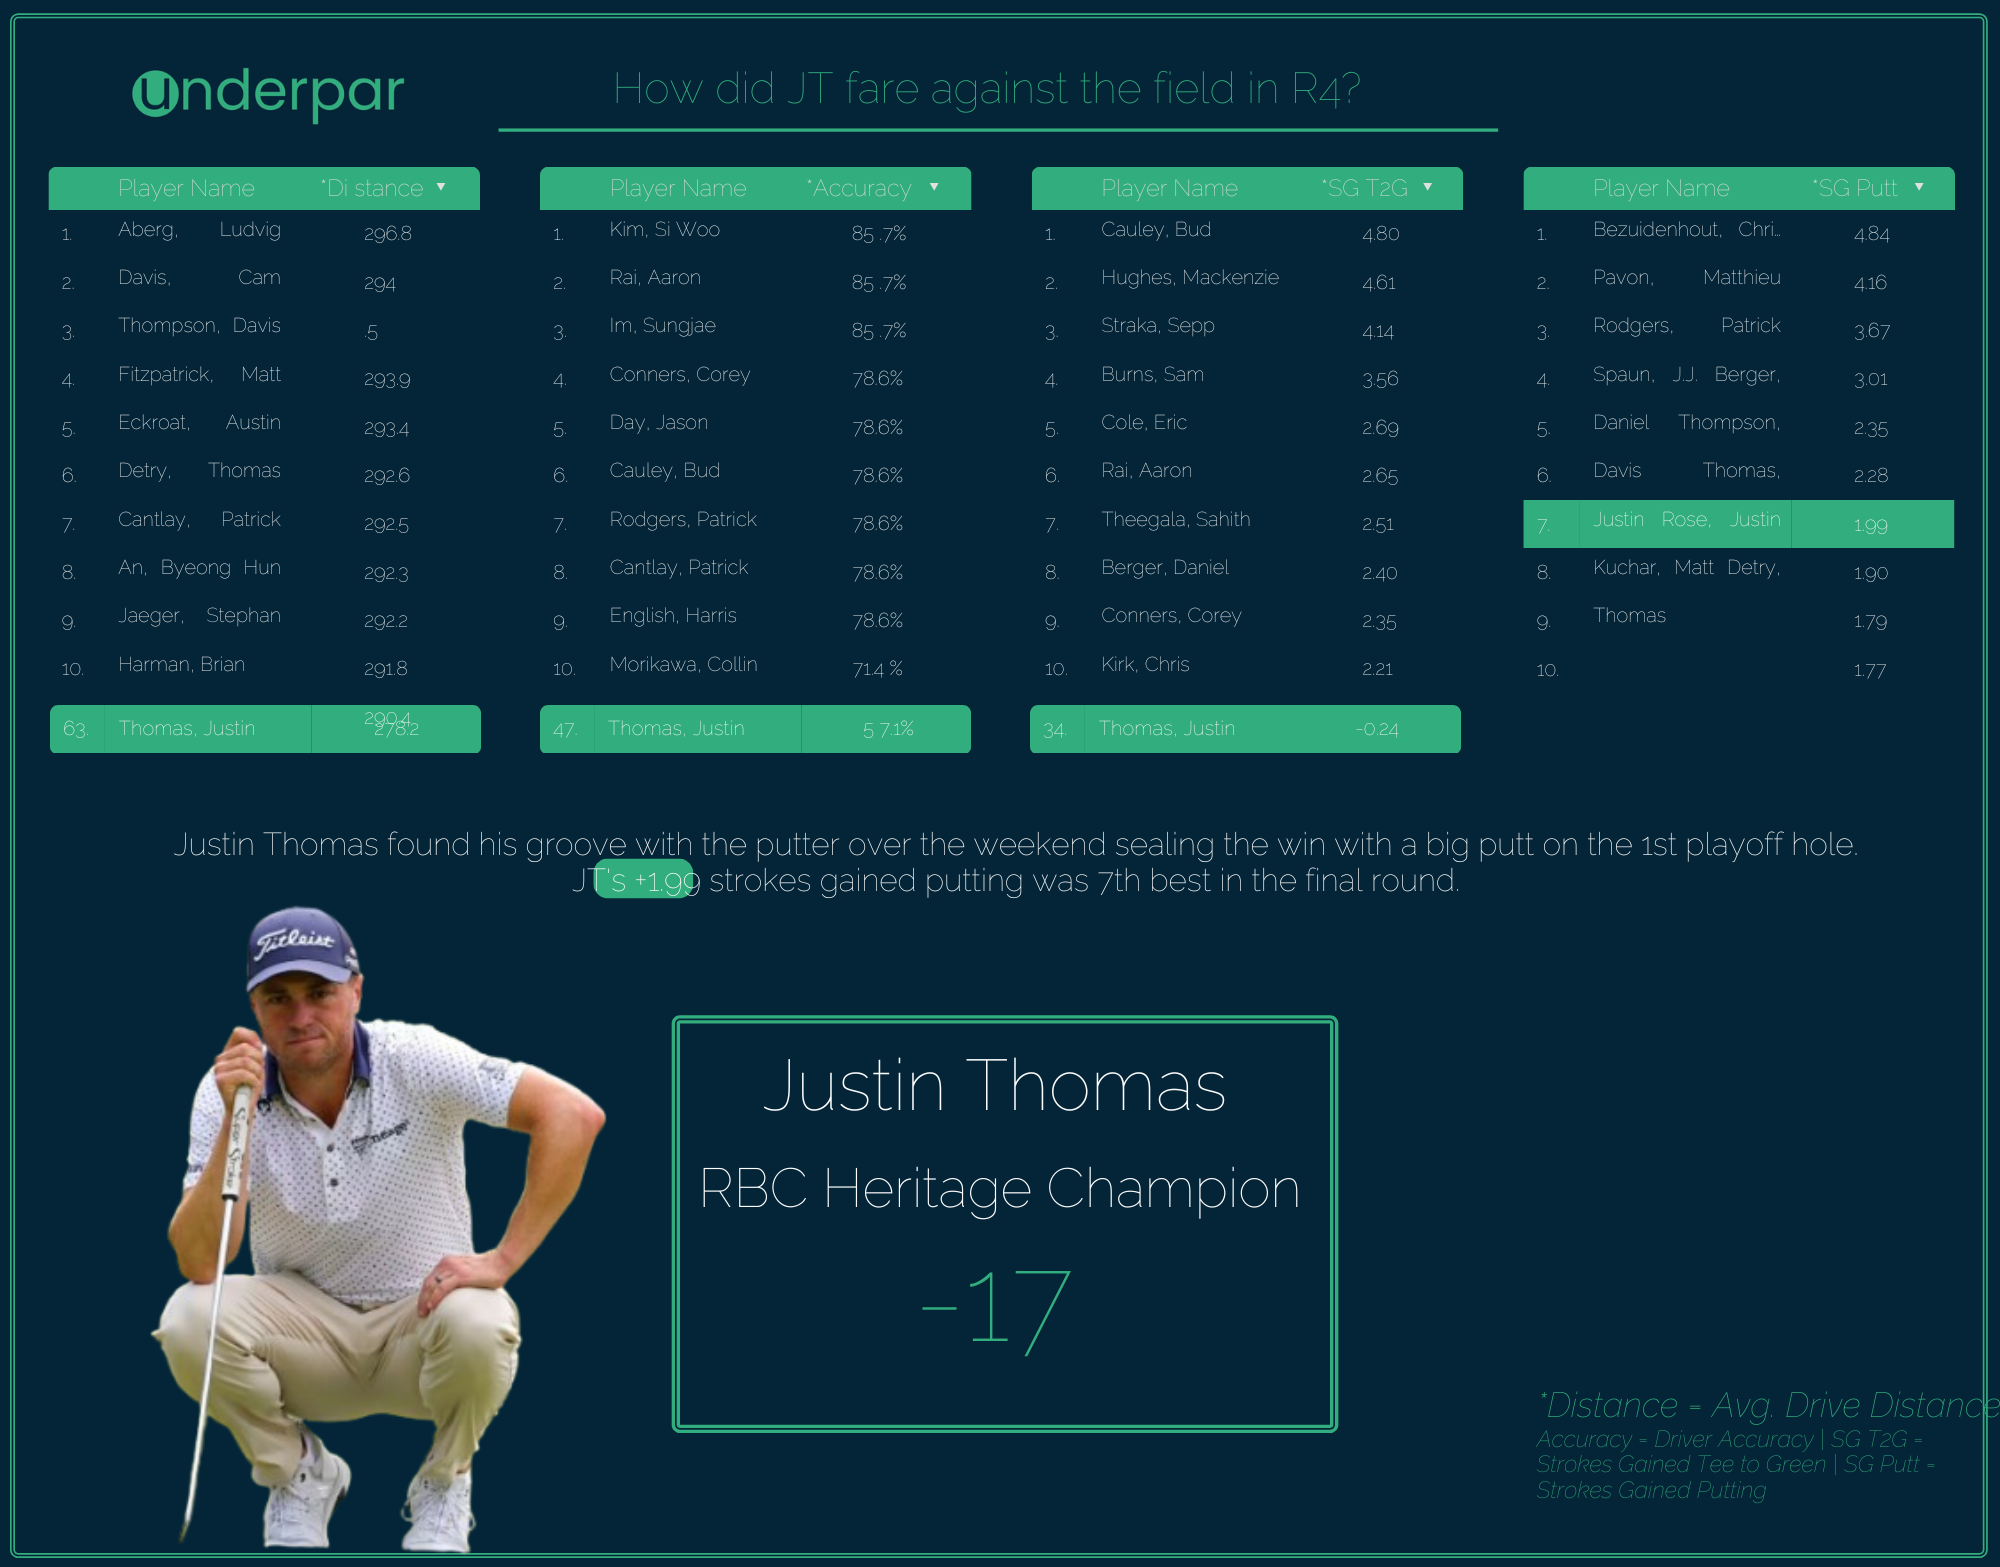 underpar
How did JT fare against the field in R4?
Player Name *Di stance ▼
1. Aberg, Ludvig 296.8
2. Davis, Cam 294
3. Thompson, Davis .5
4. Fitzpatrick, Matt 293.9
5. Eckroat, Austin 293.4
6. Detry, Thomas 292.6
7. Cantlay, Patrick 292.5
8. An, Byeong Hun 292.3
9. Jaeger, Stephan 292.2
10. Harman, Brian 291.8
290.4
63. Thomas, Justin 278.2
Player Name *Accuracy ▼
1. Kim, Si Woo 85 .7%
2. Rai, Aaron 85 .7%
3. Im, Sungjae 85 .7%
4. Conners, Corey 78.6%
5. Day, Jason 78.6%
6. Cauley, Bud 78.6%
7. Rodgers, Patrick 78.6%
8. Cantlay, Patrick 78.6%
9. English, Harris 78.6%
10. Morikawa, Collin 71.4 %
47. Thomas, Justin 5 7.1%
Player Name *SG T2G ▼
1. Cauley, Bud 4.80
2. Hughes, Mackenzie 4.61
3. Straka, Sepp 4.14
4. Burns, Sam 3.56
5. Cole, Eric 2.69
6. Rai, Aaron 2.65
7. Theegala, Sahith 2.51
8. Berger, Daniel 2.40
9. Conners, Corey 2.35
10. Kirk, Chris 2.21
34. Thomas, Justin -0.24
Player Name *SG Putt ▼
1. Bezuidenhout, Chri... 4.84
2. Pavon, Matthieu 4.16
3. Rodgers, Patrick 3.67
4. Spaun, J.J. Berger, 3.01
5. Daniel Thompson, 2.35
6. Davis Thomas, 2.28
7. Justin Rose, Justin 1.99
8. Kuchar, Matt Detry, 1.90
9. Thomas 1.79
10. 1.77
Justin Thomas found his groove with the putter over the weekend sealing the win with a big putt on the 1st playoff hole.
JT's +1.99 strokes gained putting was 7th best in the final round.
Titleist
Justin Thomas
RBC Heritage Champion
-17
*Distance = Avg. Drive Distance
Accuracy = Driver Accuracy | SG T2G =
Strokes Gained Tee to Green | SG Putt =
Strokes Gained Putting